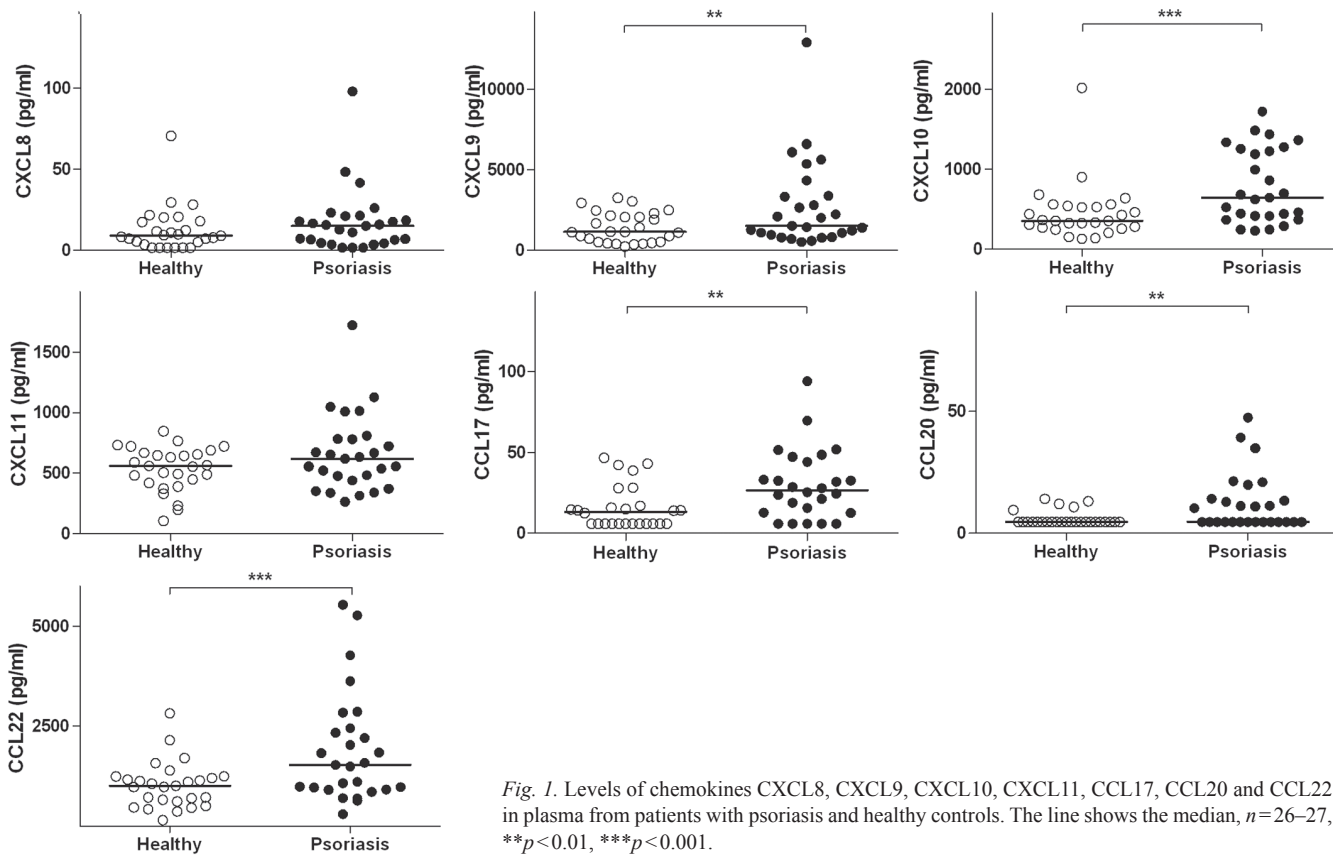 CXCL8 (pg/ml)
100
50
0
Healthy
Psoriasis
**
CXCL9 (pg/ml)
10000
5000
0
Healthy
Psoriasis
***
CXCL10 (pg/ml)
2000
1000
0
Healthy
Psoriasis
CXCL11 (pg/ml)
1500
1000
500
0
Healthy
Psoriasis
**
CCL17 (pg/ml)
100
50
0
Healthy
Psoriasis
**
CCL20 (pg/ml)
50
0
Healthy
Psoriasis
***
CCL22 (pg/ml)
5000
2500
0
Healthy
Psoriasis
Fig. 1. Levels of chemokines CXCL8, CXCL9, CXCL10, CXCL11, CCL17, CCL20 and CCL22
in plasma from patients with psoriasis and healthy controls. The line shows the median, n=26–27,
**p<0.01, ***p<0.001.